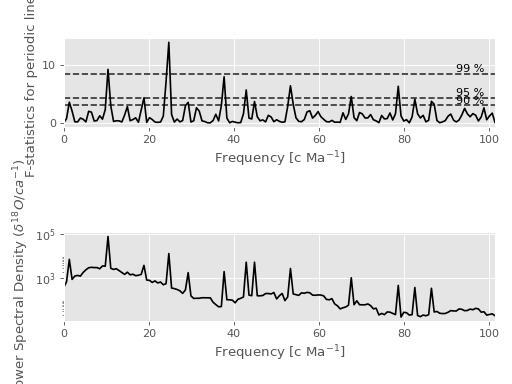 F-statistics for periodic line
10
0
99 %
95 %
90 %
0 20 40 60 80 100
Frequency [c Ma⁻¹]
ower Spectral Density (δ¹⁸O/ca⁻¹)
10⁵
10³
0 20 40 60 80 100
Frequency [c Ma⁻¹]